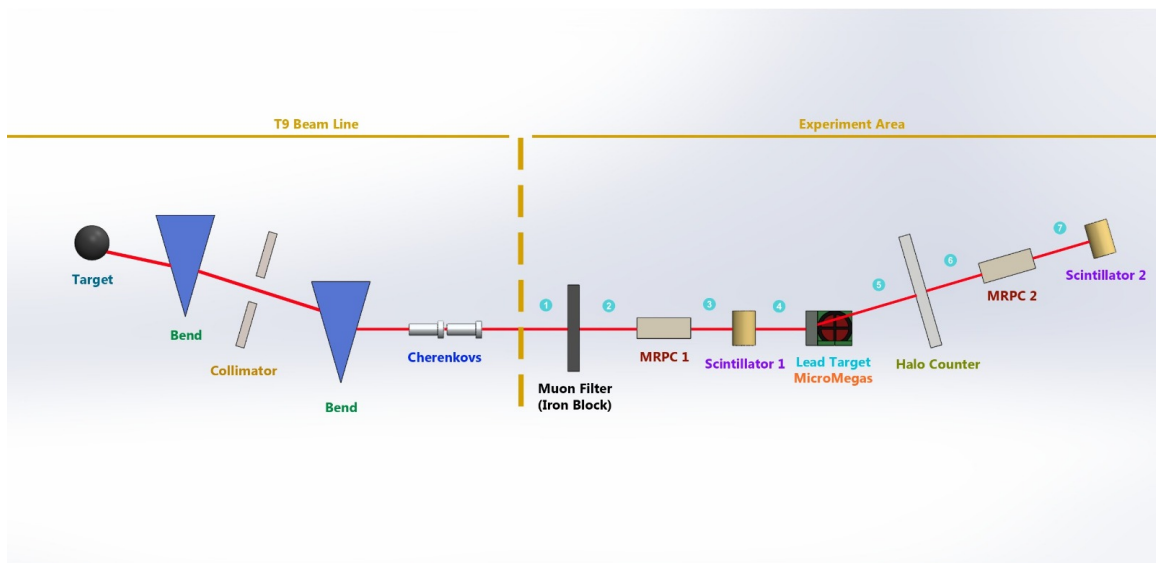 T9 Beam Line
Experiment Area
Target
Bend
Collimator
Bend
Cherenkovs
1
Muon Filter
(Iron Block)
2
MRPC 1
3
Scintillator 1
4
Lead Target
MicroMegas
5
Halo Counter
6
MRPC 2
7
Scintillator 2